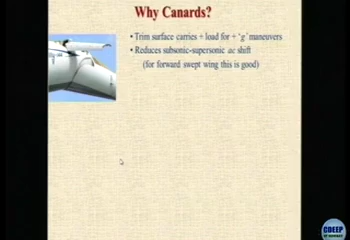 Why Canards?
• Trim surface carries + load for + 'g' maneuvers
• Reduces subsonic-supersonic ac shift
(for forward swept wing this is good)
CDEEP